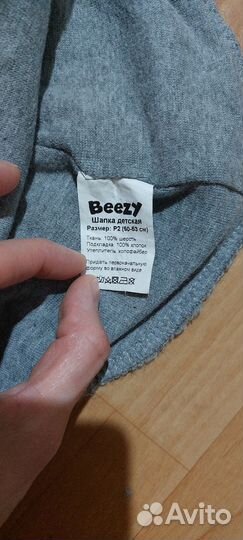 Beezy
Шапка детская
Размер: Р2 (50-53 см)
Ткань: 100% шерсть
Подкладка: 100% хлопок
Утеплитель: холофайбер
Придать первоначальную
форму во влажном виде
Avito